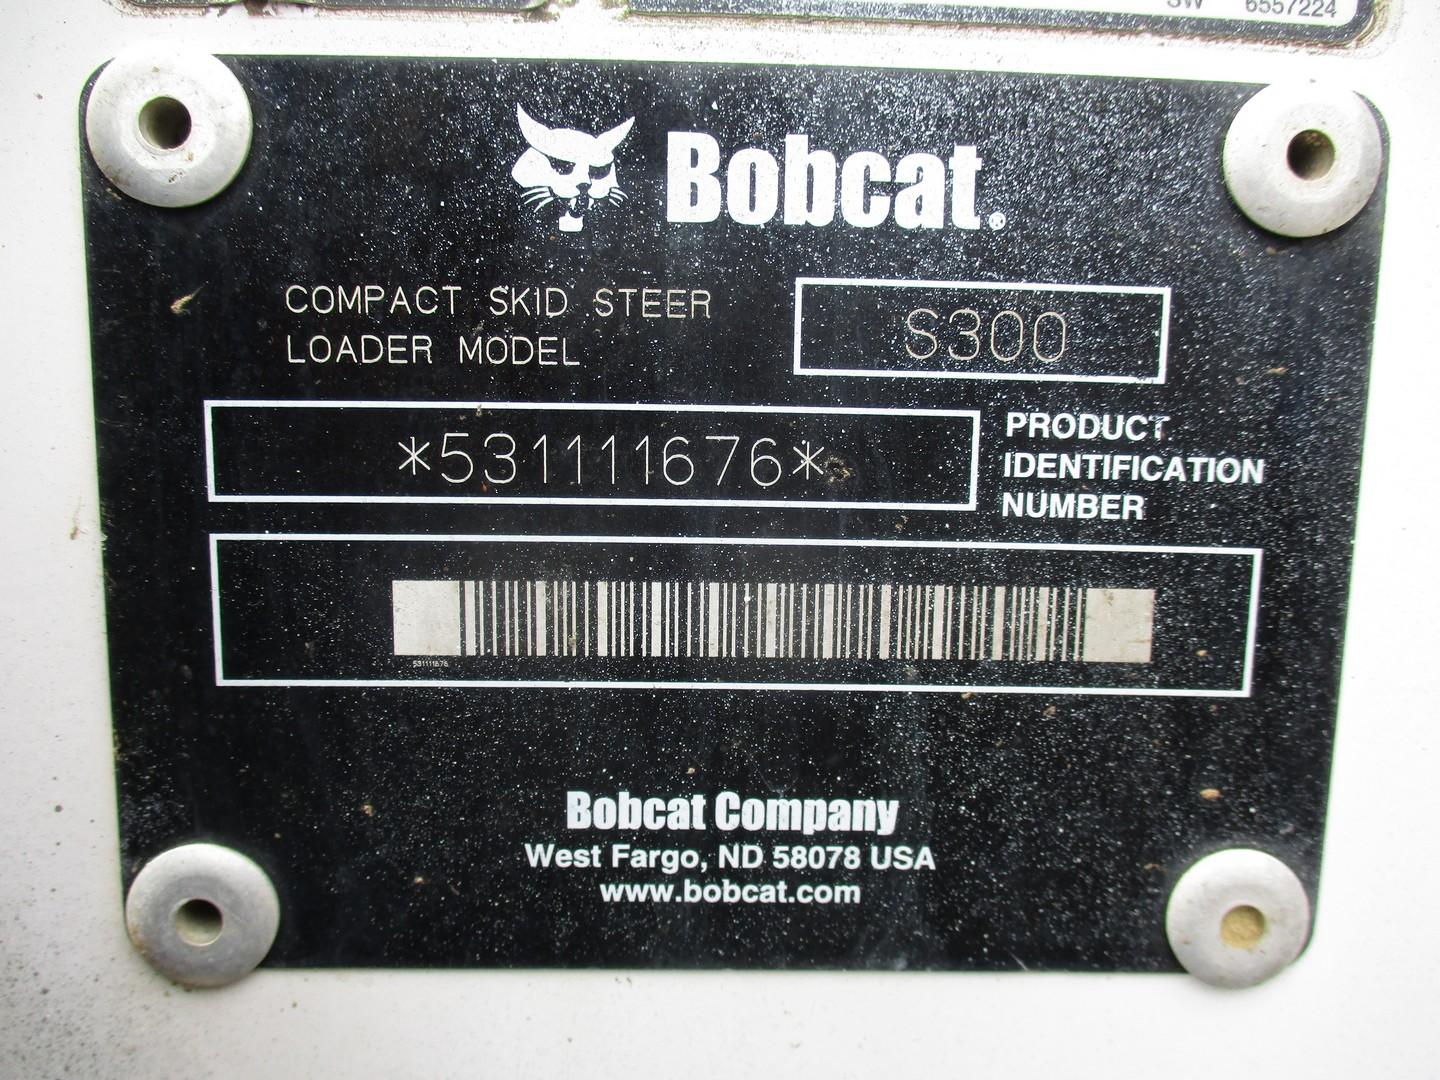 SW 6557224
Bobcat®
COMPACT SKID STEER
LOADER MODEL
S300
*531111676*
PRODUCT
IDENTIFICATION
NUMBER
531111676
Bobcat Company
West Fargo, ND 58078 USA
www.bobcat.com